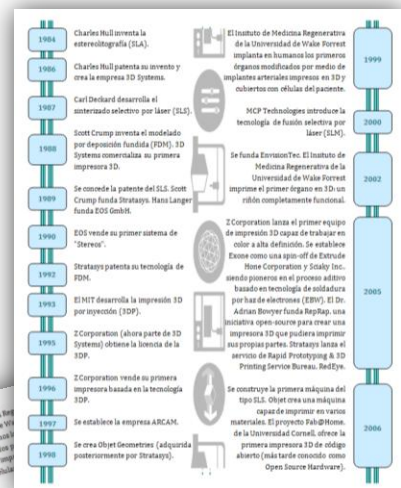 1984
Charles Hull inventa la
estereolitografía (SLA).
1986
Charles Hull patenta su invento y
crea la empresa 3D Systems.
1987
Carl Deckard desarrolla el
sinterizado selectivo por láser (SLS).
1988
Scott Crump inventa el modelado
por deposición fundida (FDM). 3D
Systems comercializa su primera
impresora 3D.
1989
Se concede la patente del SLS. Scott
Crump funda Stratasys. Hans Langer
funda EOS GmbH.
1990
EOS vende su primer sistema de
"Stereos".
1992
Stratasys patenta su tecnología de
FDM.
1993
El MIT desarrolla la impresión 3D
por inyección (3DP).
1995
Z Corporation (ahora parte de 3D
Systems) obtiene la licencia de la
3DP.
1996
Z Corporation vende su primera
impresora basada en la tecnología
3DP.
1997
Se establece la empresa ARCAM.
1998
Se crea Objet Geometries (adquirida
posteriormente por Stratasys).
El Insituto de Medicina Regenerativa
de la Universidad de Wake Forrest
implanta en humanos los primeros
órganos modificados por medio de
implantes arteriales impresos en 3D y
cubiertos con células del paciente.
1999
MCP Technologies introduce la
tecnología de fusión selectiva por
láser (SLM).
2000
Se funda EnvisionTec. El Insituto de
Medicina Regenerativa de la
Universidad de Wake Forrest
imprime el primer órgano en 3D: un
riñón completamente funcional.
2002
Z Corporation lanza el primer equipo
de impresión 3D capaz de trabajar en
color a alta definición. Se establece
Exone como una spin-off de Extrude
Hone Corporation y Sciaky Inc.,
siendo pioneros en el proceso aditivo
basado en tecnología de soldadura
por haz de electrones (EBW). El Dr.
Adrian Bowyer funda RepRap, una
iniciativa open-source para crear una
impresora 3D que pudiera imprimir
sus propias partes. Stratasys lanza el
servicio de Rapid Prototyping & 3D
Printing Service Bureau, RedEye.
2005
Se construye la primera máquina del
tipo SLS. Objet crea una máquina
capaz de imprimir en varios
materiales. El proyecto Fab@Home,
de la Universidad Cornell, ofrece la
primera impresora 3D de código
abierto (más tarde conocido como
Open Source Hardware).
2006